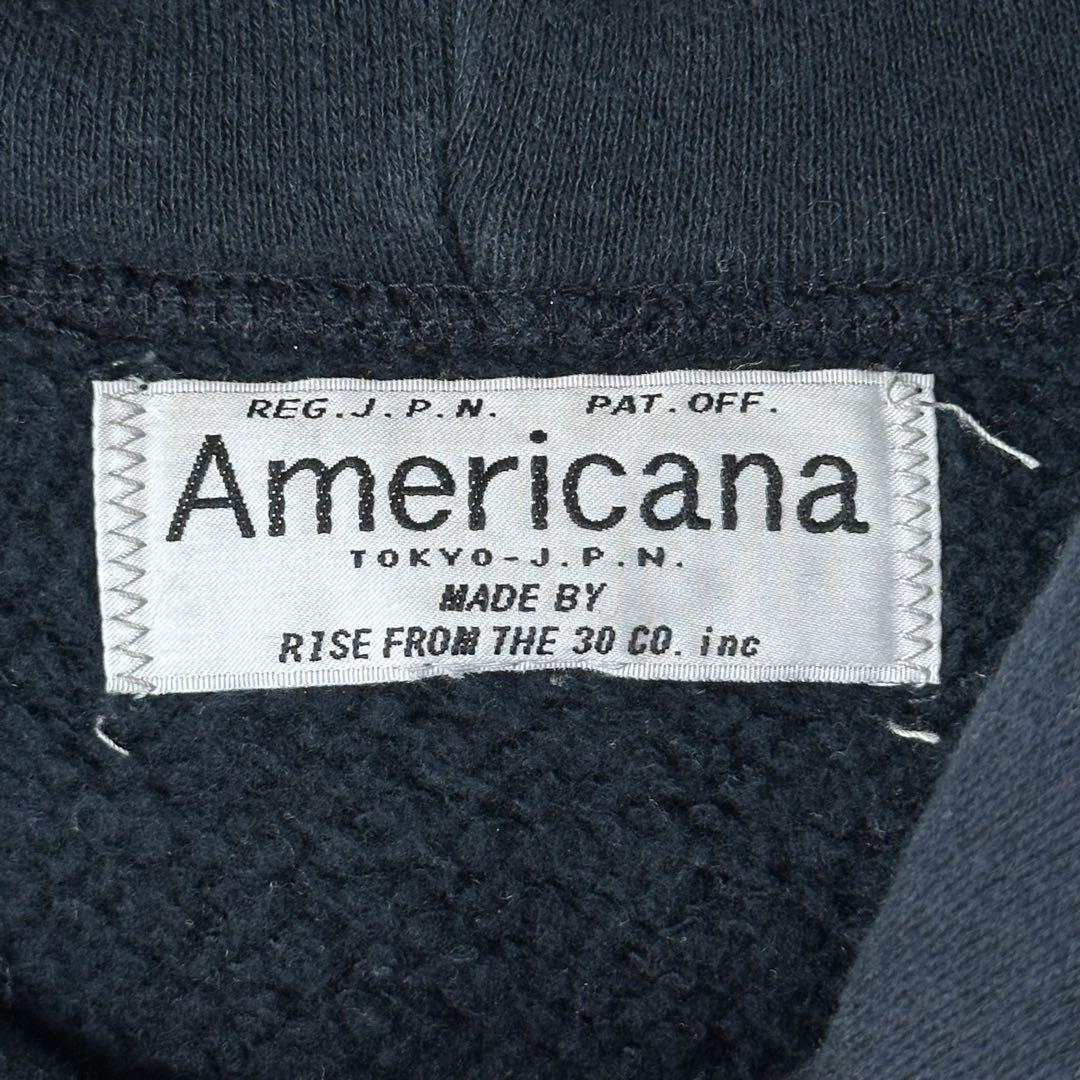 REG.J.P.N. PAT.OFF.
Americana
TOKYO-J.P.N.
MADE BY
RISE FROM THE 30 CO. inc